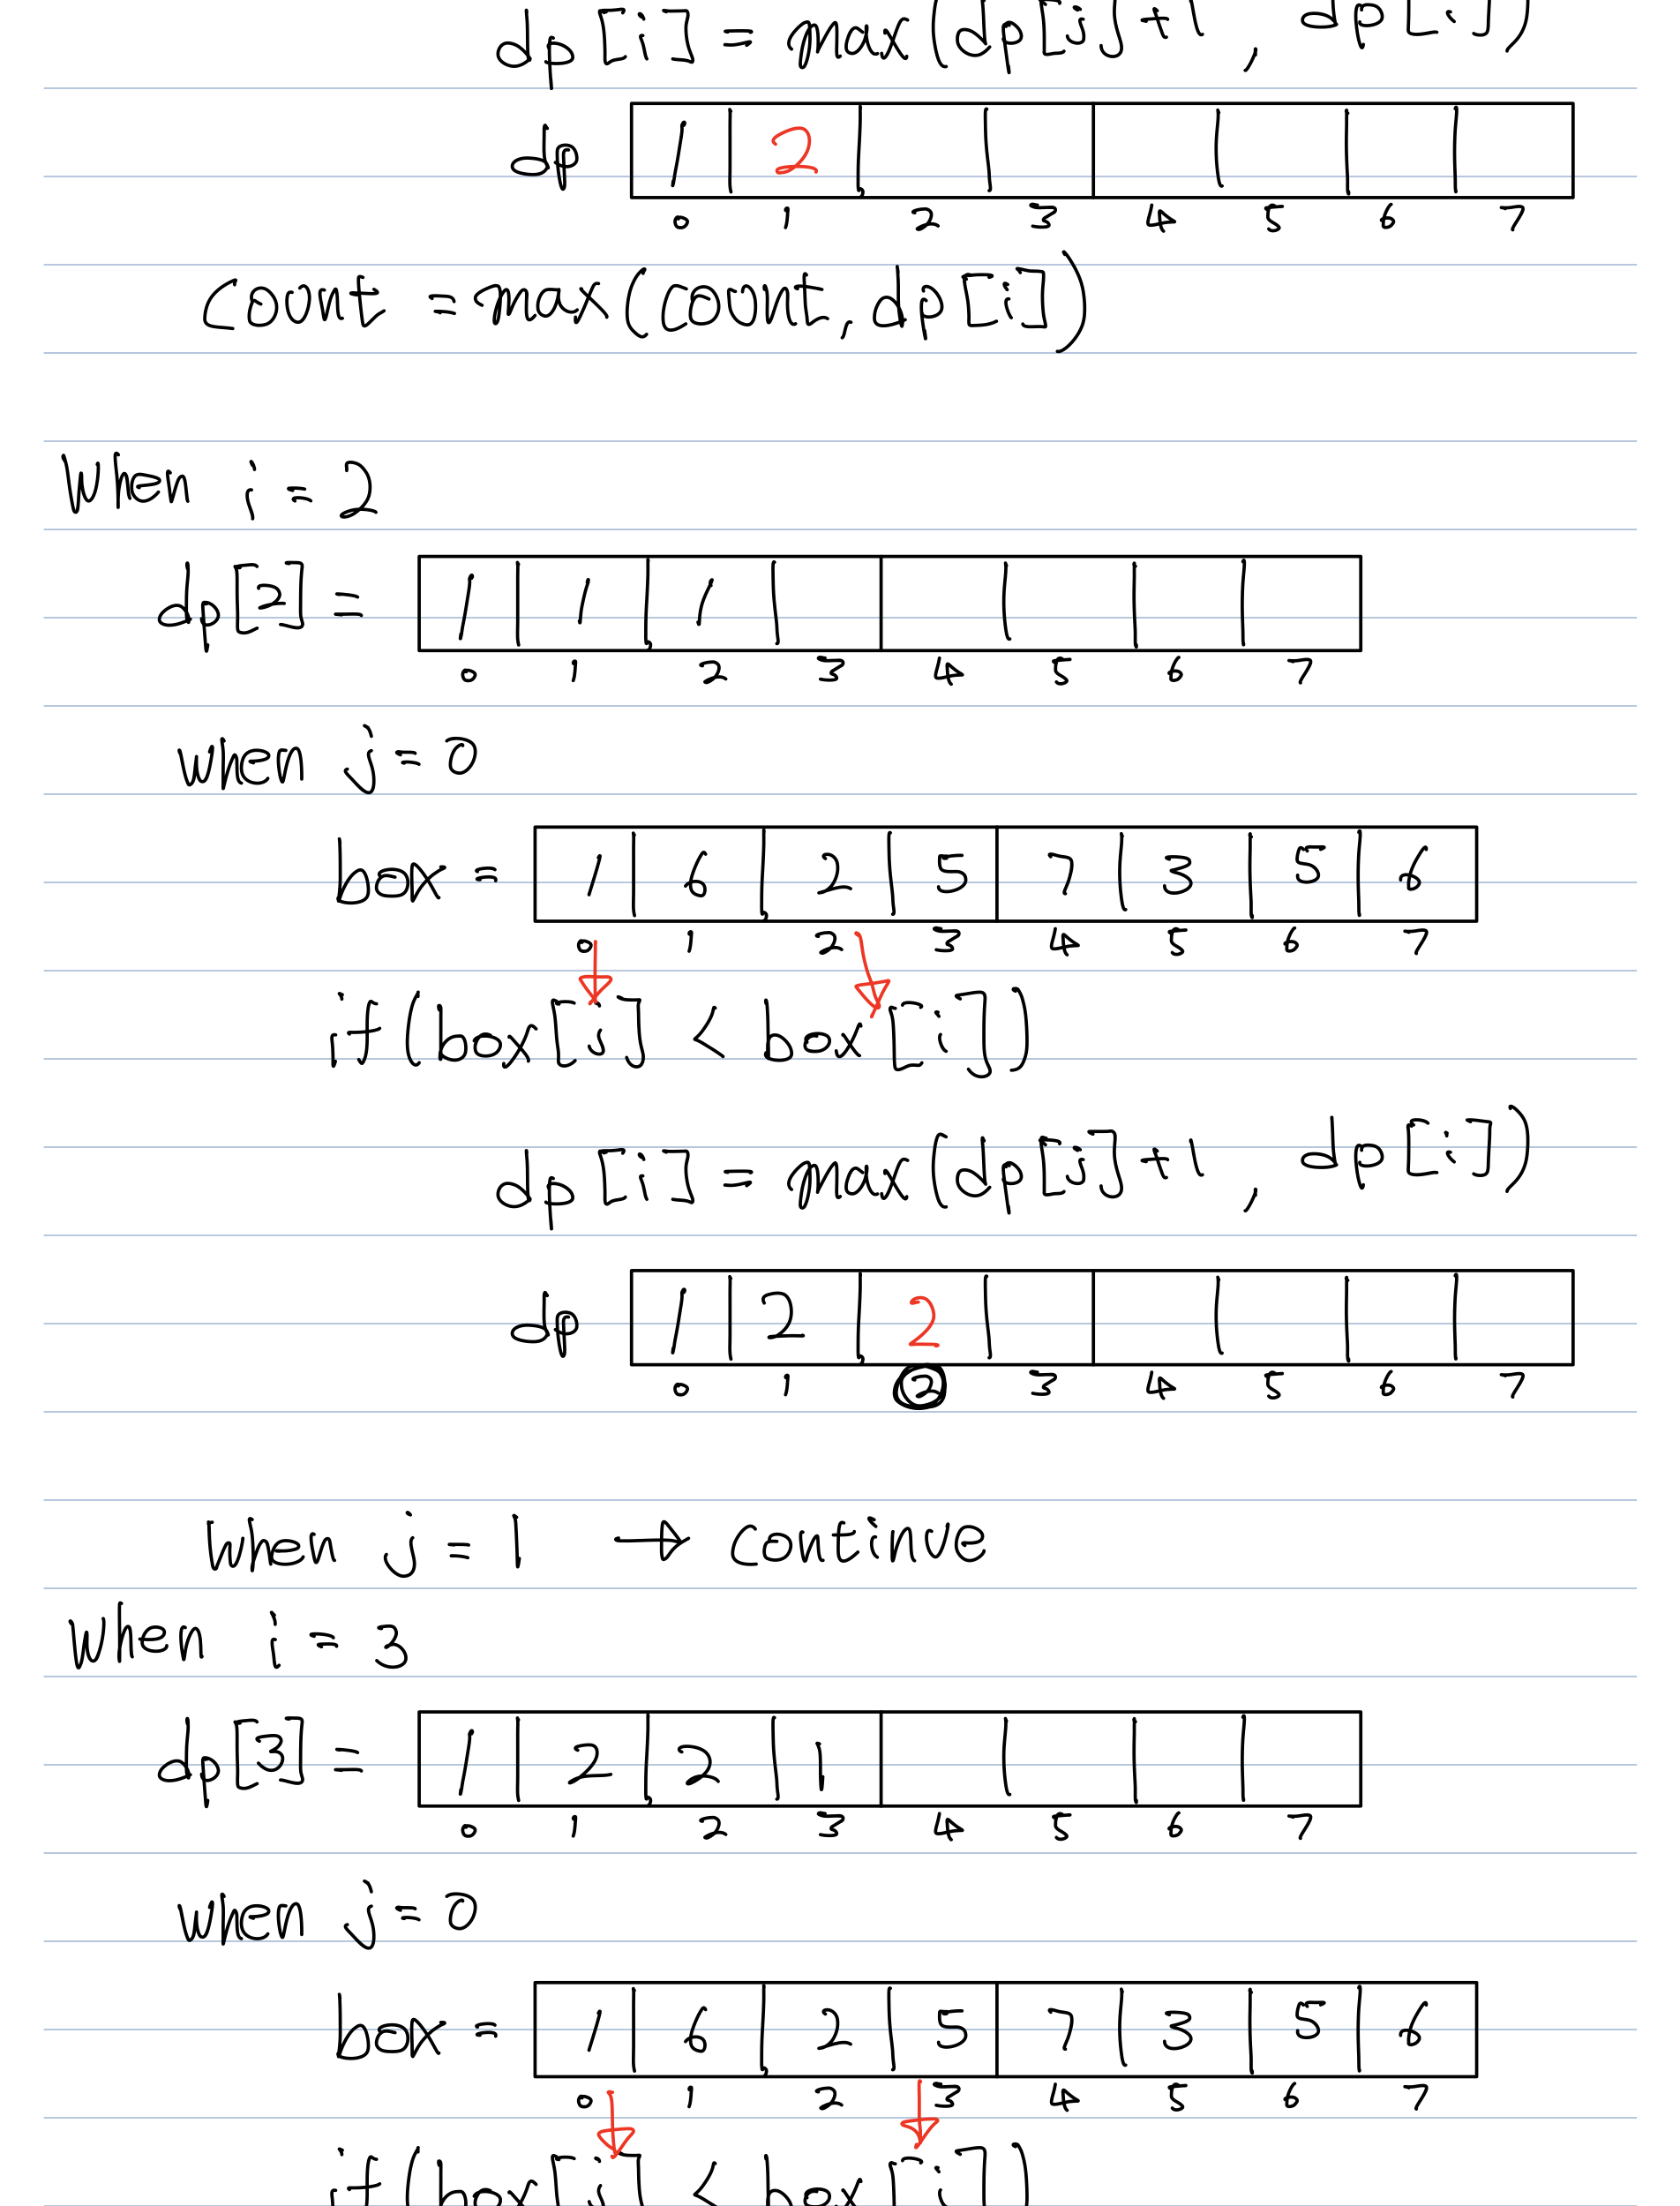 dp[i] = max(dp[j]+1 , dp[i])
dp 1 2
0 1 2 3 4 5 6 7
count = max(count, dp[i])
When i = 2
dp[2] = 1 1 1
0 1 2 3 4 5 6 7
when j = 0
box = 1 6 2 5 7 3 5 6
0 1 2 3 4 5 6 7
if(box[j] < box[i])
dp[i] = max(dp[j]+1 , dp[i])
dp 1 2 2
0 1 2 3 4 5 6 7
when j = 1 → continue
When i = 3
dp[3] = 1 2 2 1
0 1 2 3 4 5 6 7
when j = 0
box = 1 6 2 5 7 3 5 6
0 1 2 3 4 5 6 7
if(box[j] < box[i])